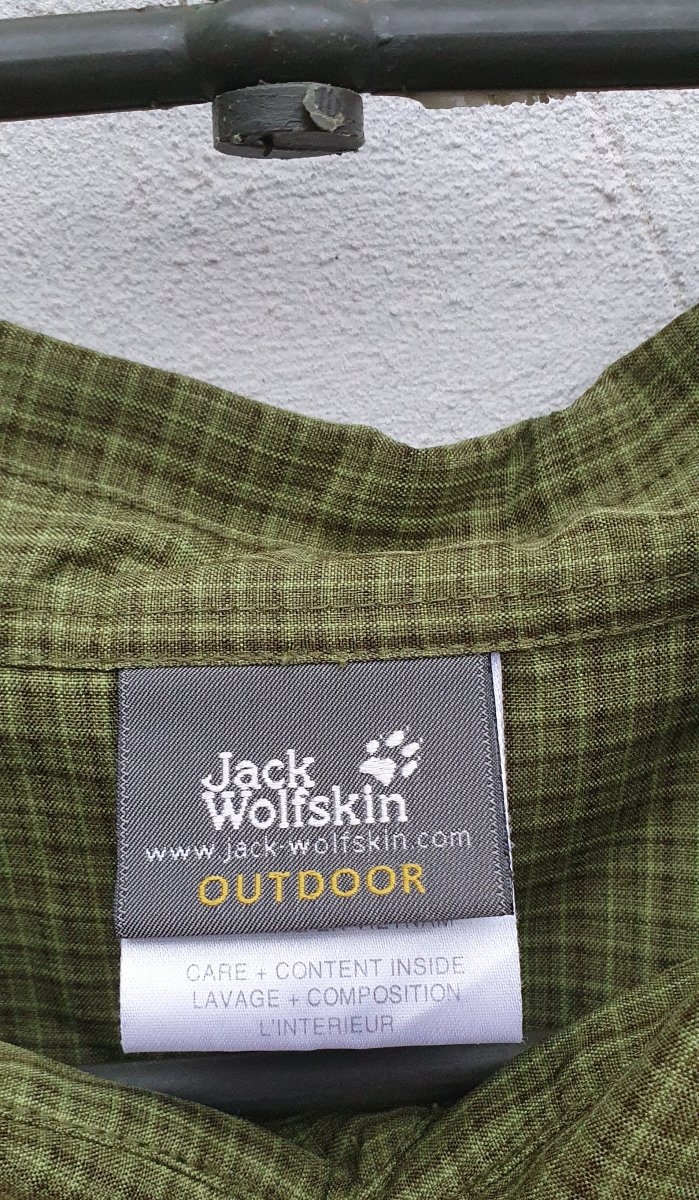 Jack
Wolfskin
www.jack-wolfskin.com
OUTDOOR
CARE + CONTENT INSIDE
LAVAGE + COMPOSITION
L'INTERIEUR